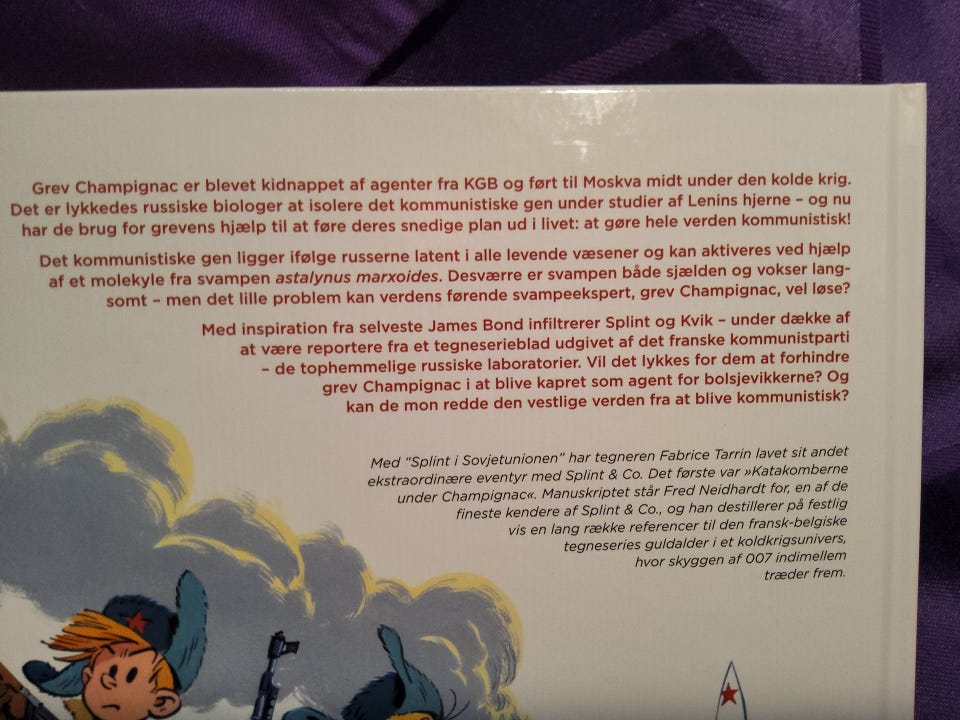 Grev Champignac er blevet kidnappet af agenter fra KGB og ført til Moskva midt under den kolde krig.
Det er lykkedes russiske biologer at isolere det kommunistiske gen under studier af Lenins hjerne – og nu
har de brug for grevens hjælp til at føre deres snedige plan ud i livet: at gøre hele verden kommunistisk!
Det kommunistiske gen ligger ifølge russerne latent i alle levende væsener og kan aktiveres ved hjælp
af et molekyle fra svampen astalynus marxoides. Desværre er svampen både sjælden og vokser lang-
somt – men det lille problem kan verdens førende svampeekspert, grev Champignac, vel løse?
Med inspiration fra selveste James Bond infiltrerer Splint og Kvik – under dække af
at være reportere fra et tegneserieblad udgivet af det franske kommunistparti
– de tophemmelige russiske laboratorier. Vil det lykkes for dem at forhindre
grev Champignac i at blive kapret som agent for bolsjevikkerne? Og
kan de mon redde den vestlige verden fra at blive kommunistisk?
Med "Splint i Sovjetunionen" har tegneren Fabrice Tarrin lavet sit andet
ekstraordinære eventyr med Splint & Co. Det første var »Katakomberne
under Champignac«. Manuskriptet står Fred Neidhardt for, en af de
fineste kendere af Splint & Co., og han destillerer på festlig
vis en lang række referencer til den fransk-belgiske
tegneseries guldalder i et koldkrigsunivers,
hvor skyggen af 007 indimellem
træder frem.